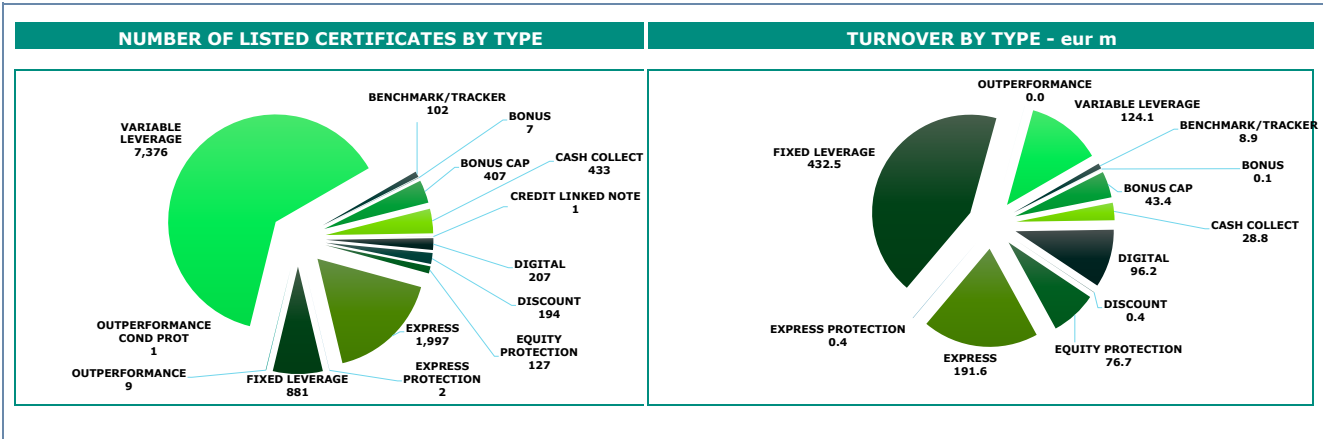 NUMBER OF LISTED CERTIFICATES BY TYPE
BENCHMARK/TRACKER
102
BONUS
7
VARIABLE
LEVERAGE
7,376
BONUS CAP
407
CASH COLLECT
433
CREDIT LINKED NOTE
1
DIGITAL
207
DISCOUNT
194
EQUITY
PROTECTION
127
EXPRESS
1,997
EXPRESS
PROTECTION
2
FIXED LEVERAGE
881
OUTPERFORMANCE
9
OUTPERFORMANCE
COND PROT
1
TURNOVER BY TYPE - eur m
OUTPERFORMANCE
0.0
VARIABLE LEVERAGE
124.1
BENCHMARK/TRACKER
8.9
BONUS
0.1
BONUS CAP
43.4
CASH COLLECT
28.8
DIGITAL
96.2
DISCOUNT
0.4
EQUITY PROTECTION
76.7
EXPRESS
191.6
EXPRESS PROTECTION
0.4
FIXED LEVERAGE
432.5